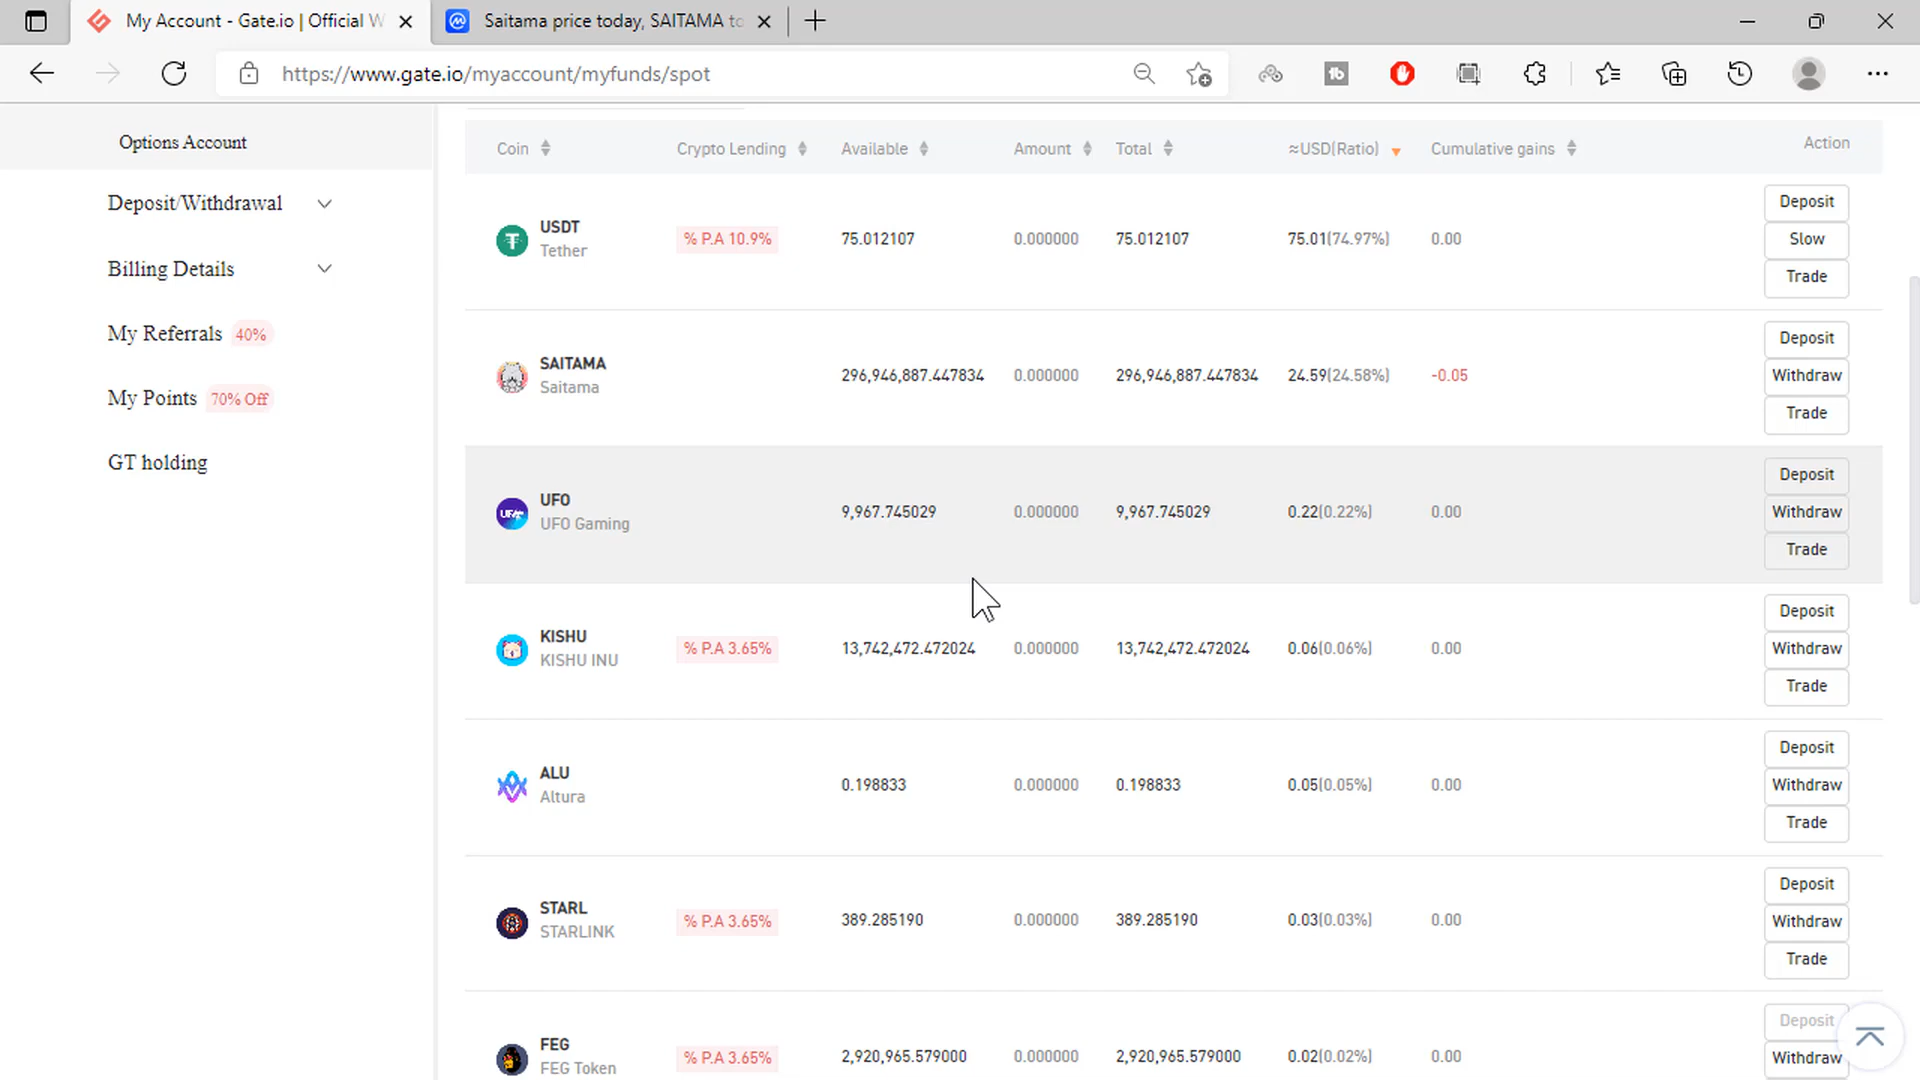 My Account - Gate.io | Official W
Saitama price today, SAITAMA to
https://www.gate.io/myaccount/myfunds/spot
Options Account
Deposit/Withdrawal
Billing Details
My Referrals 40%
My Points 70% Off
GT holding
Coin Crypto Lending Available Amount Total ≈USD(Ratio) Cumulative gains Action
USDT
Tether
% P.A 10.9% 75.012107 0.000000 75.012107 75.01(74.97%) 0.00
Deposit
Slow
Trade
SAITAMA
Saitama
296,946,887.447834 0.000000 296,946,887.447834 24.59(24.58%) -0.05
Deposit
Withdraw
Trade
UFO
UFO Gaming
9,967.745029 0.000000 9,967.745029 0.22(0.22%) 0.00
Deposit
Withdraw
Trade
KISHU
KISHU INU
% P.A 3.65% 13,742,472.472024 0.000000 13,742,472.472024 0.06(0.06%) 0.00
Deposit
Withdraw
Trade
ALU
Altura
0.198833 0.000000 0.198833 0.05(0.05%) 0.00
Deposit
Withdraw
Trade
STARL
STARLINK
% P.A 3.65% 389.285190 0.000000 389.285190 0.03(0.03%) 0.00
Deposit
Withdraw
Trade
FEG
FEG Token
% P.A 3.65% 2,920,965.579000 0.000000 2,920,965.579000 0.02(0.02%) 0.00
Deposit
Withdraw